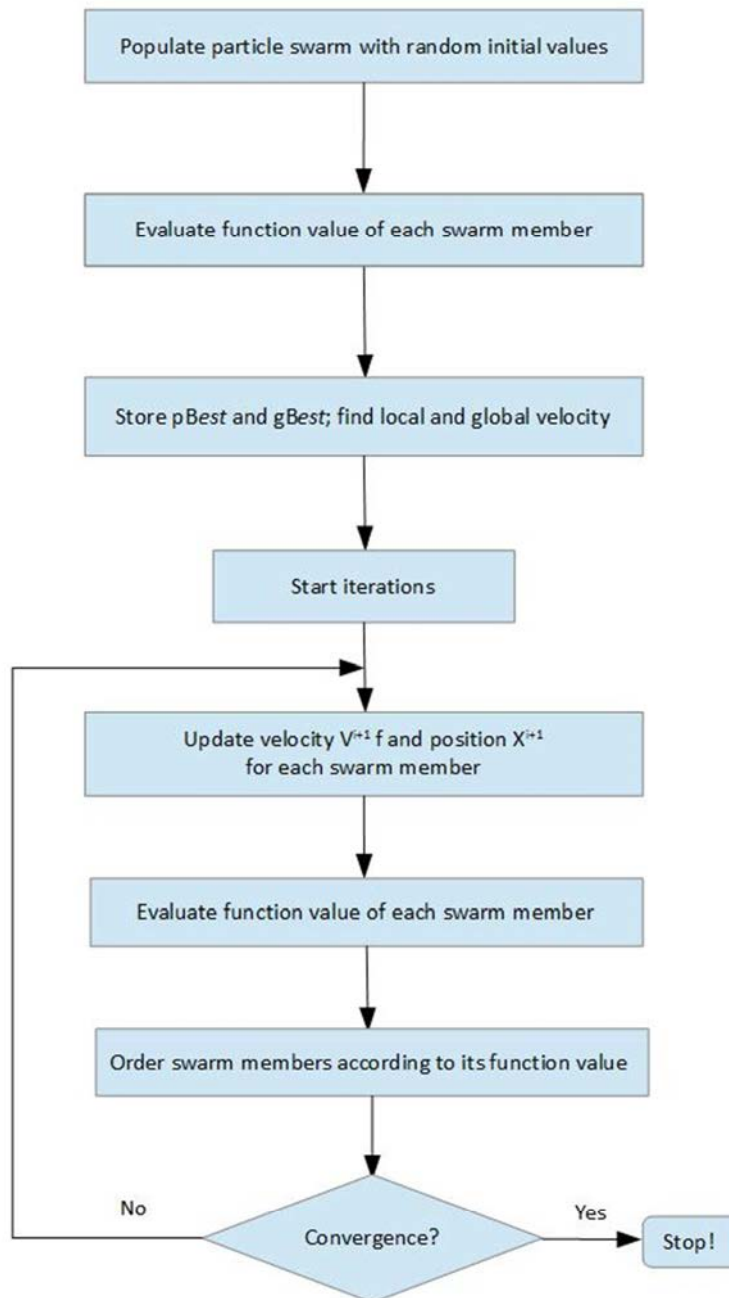 Populate particle swarm with random initial values
Evaluate function value of each swarm member
Store pBest and gBest; find local and global velocity
Start iterations
Update velocity Vⁱ⁺¹ f and position Xⁱ⁺¹
for each swarm member
Evaluate function value of each swarm member
Order swarm members according to its function value
No
Convergence?
Yes
Stop!